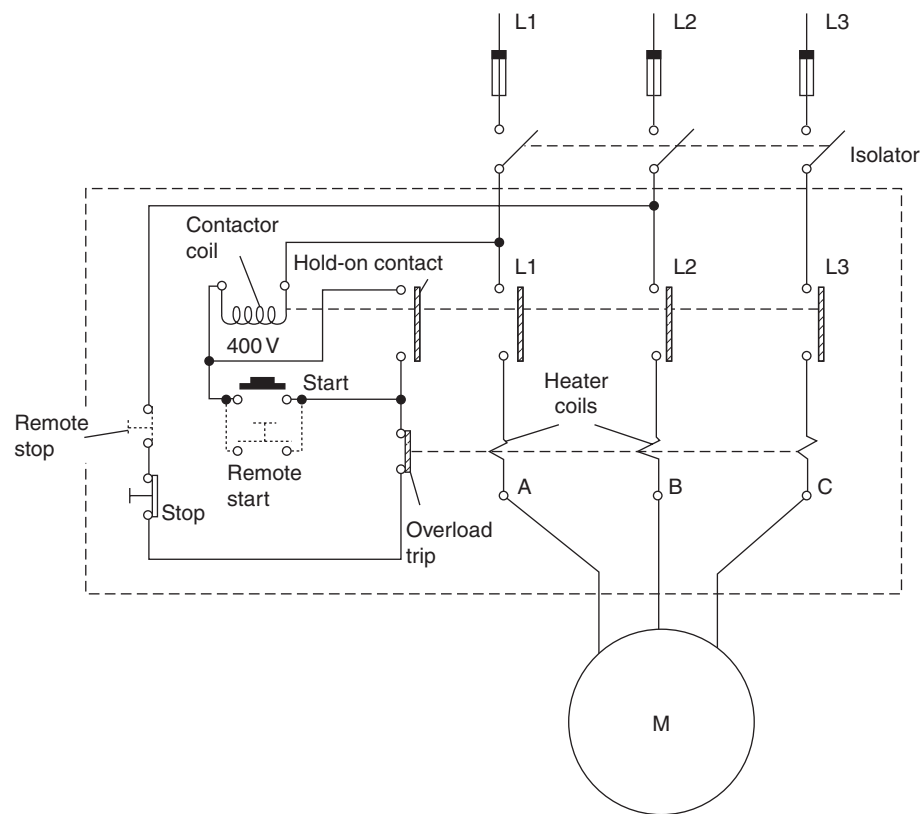 L1
L2
L3
Isolator
Contactor
coil
Hold-on contact
L1
L2
L3
400 V
Start
Heater
coils
Remote
stop
Remote
start
A
B
C
Stop
Overload
trip
M